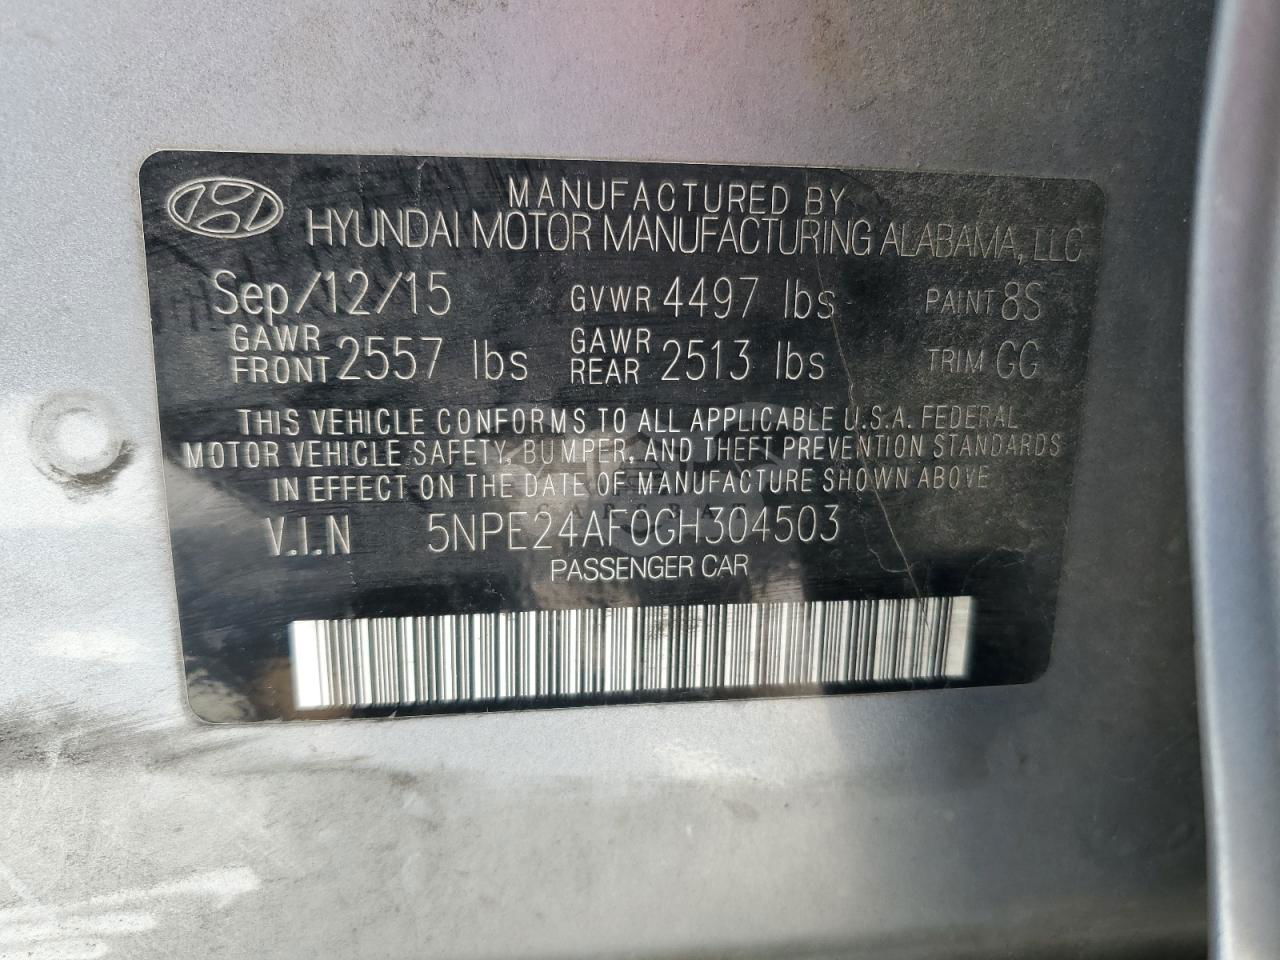 MANUFACTURED BY
HYUNDAI MOTOR MANUFACTURING ALABAMA, LLC
Sep/12/15 GVWR 4497 lbs PAINT 8S
GAWR FRONT 2557 lbs GAWR REAR 2513 lbs TRIM GG
THIS VEHICLE CONFORMS TO ALL APPLICABLE U.S.A. FEDERAL
MOTOR VEHICLE SAFETY, BUMPER, AND THEFT PREVENTION STANDARDS
IN EFFECT ON THE DATE OF MANUFACTURE SHOWN ABOVE
V.I.N 5NPE24AF0GH304503
PASSENGER CAR